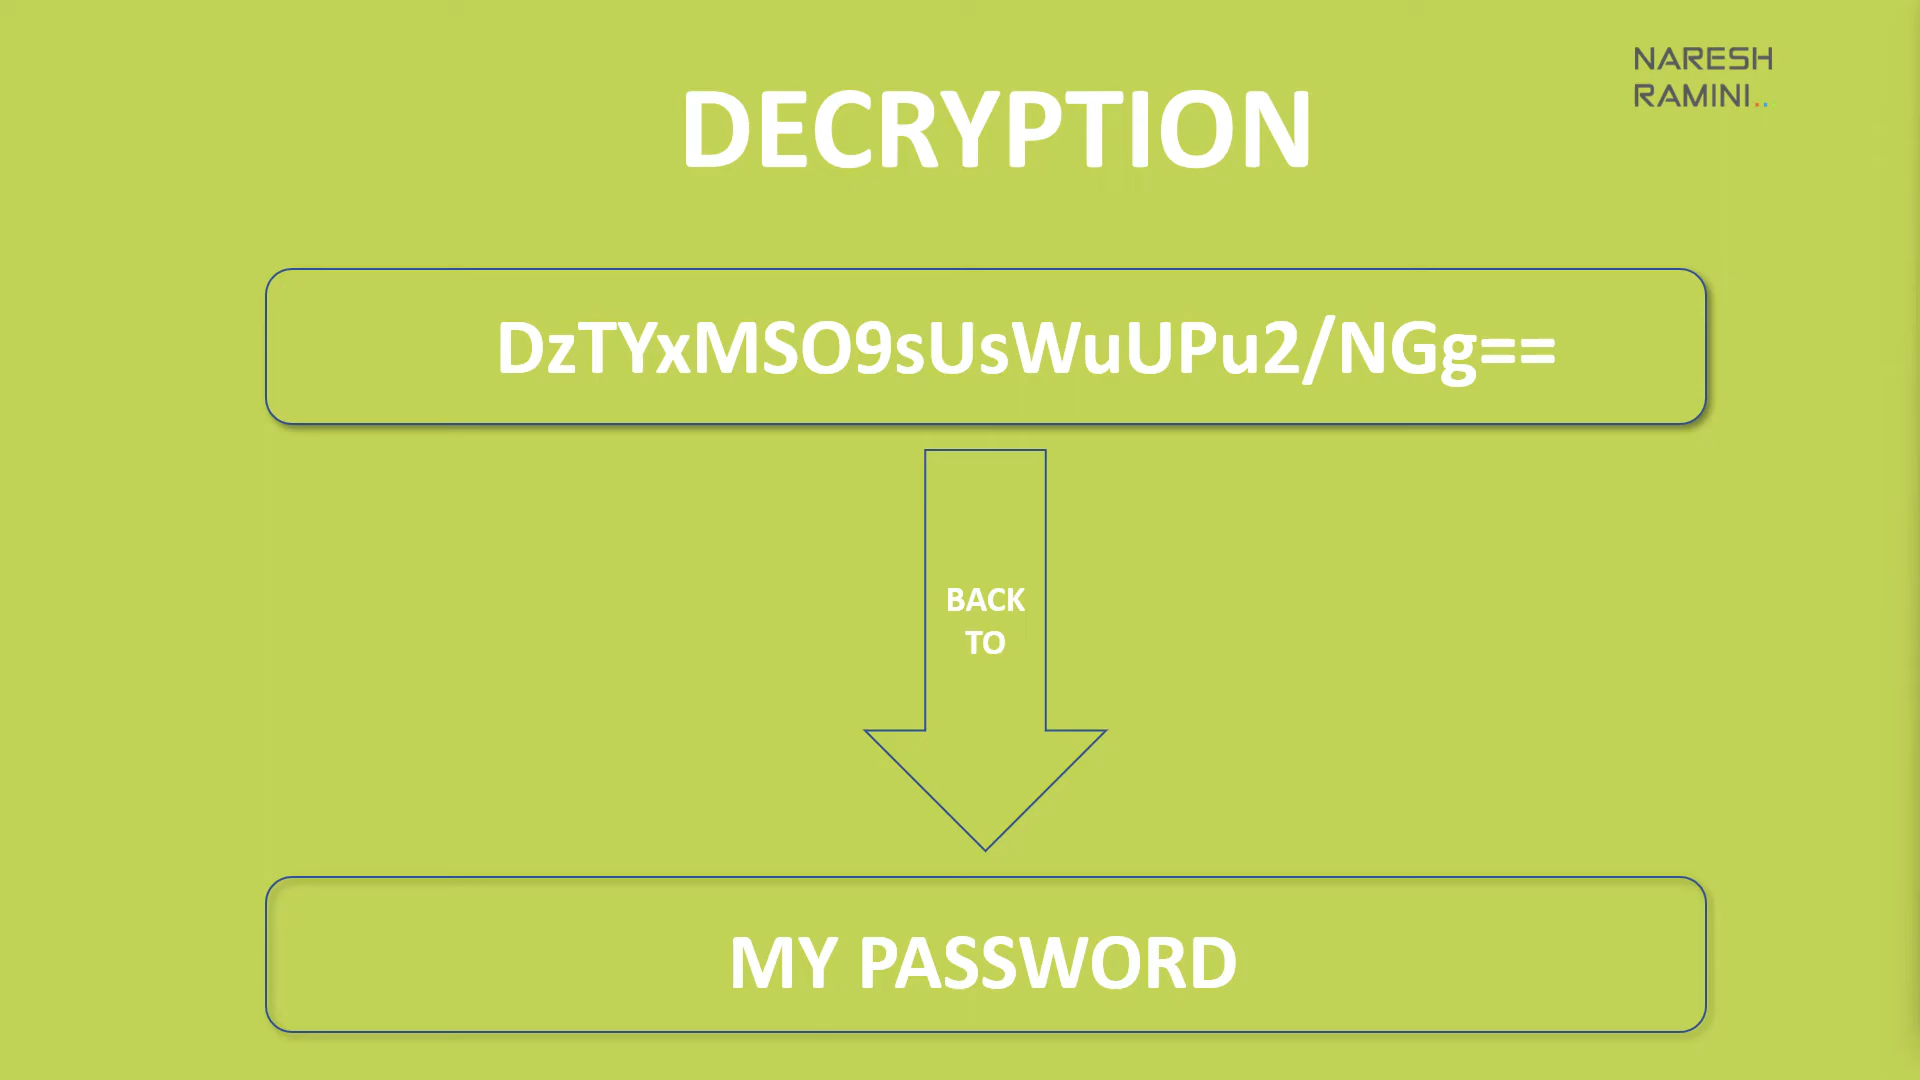 NARESH
RAMINI..
DECRYPTION
DzTYxMSO9sUsWuUPu2/NGg==
BACK
TO
MY PASSWORD